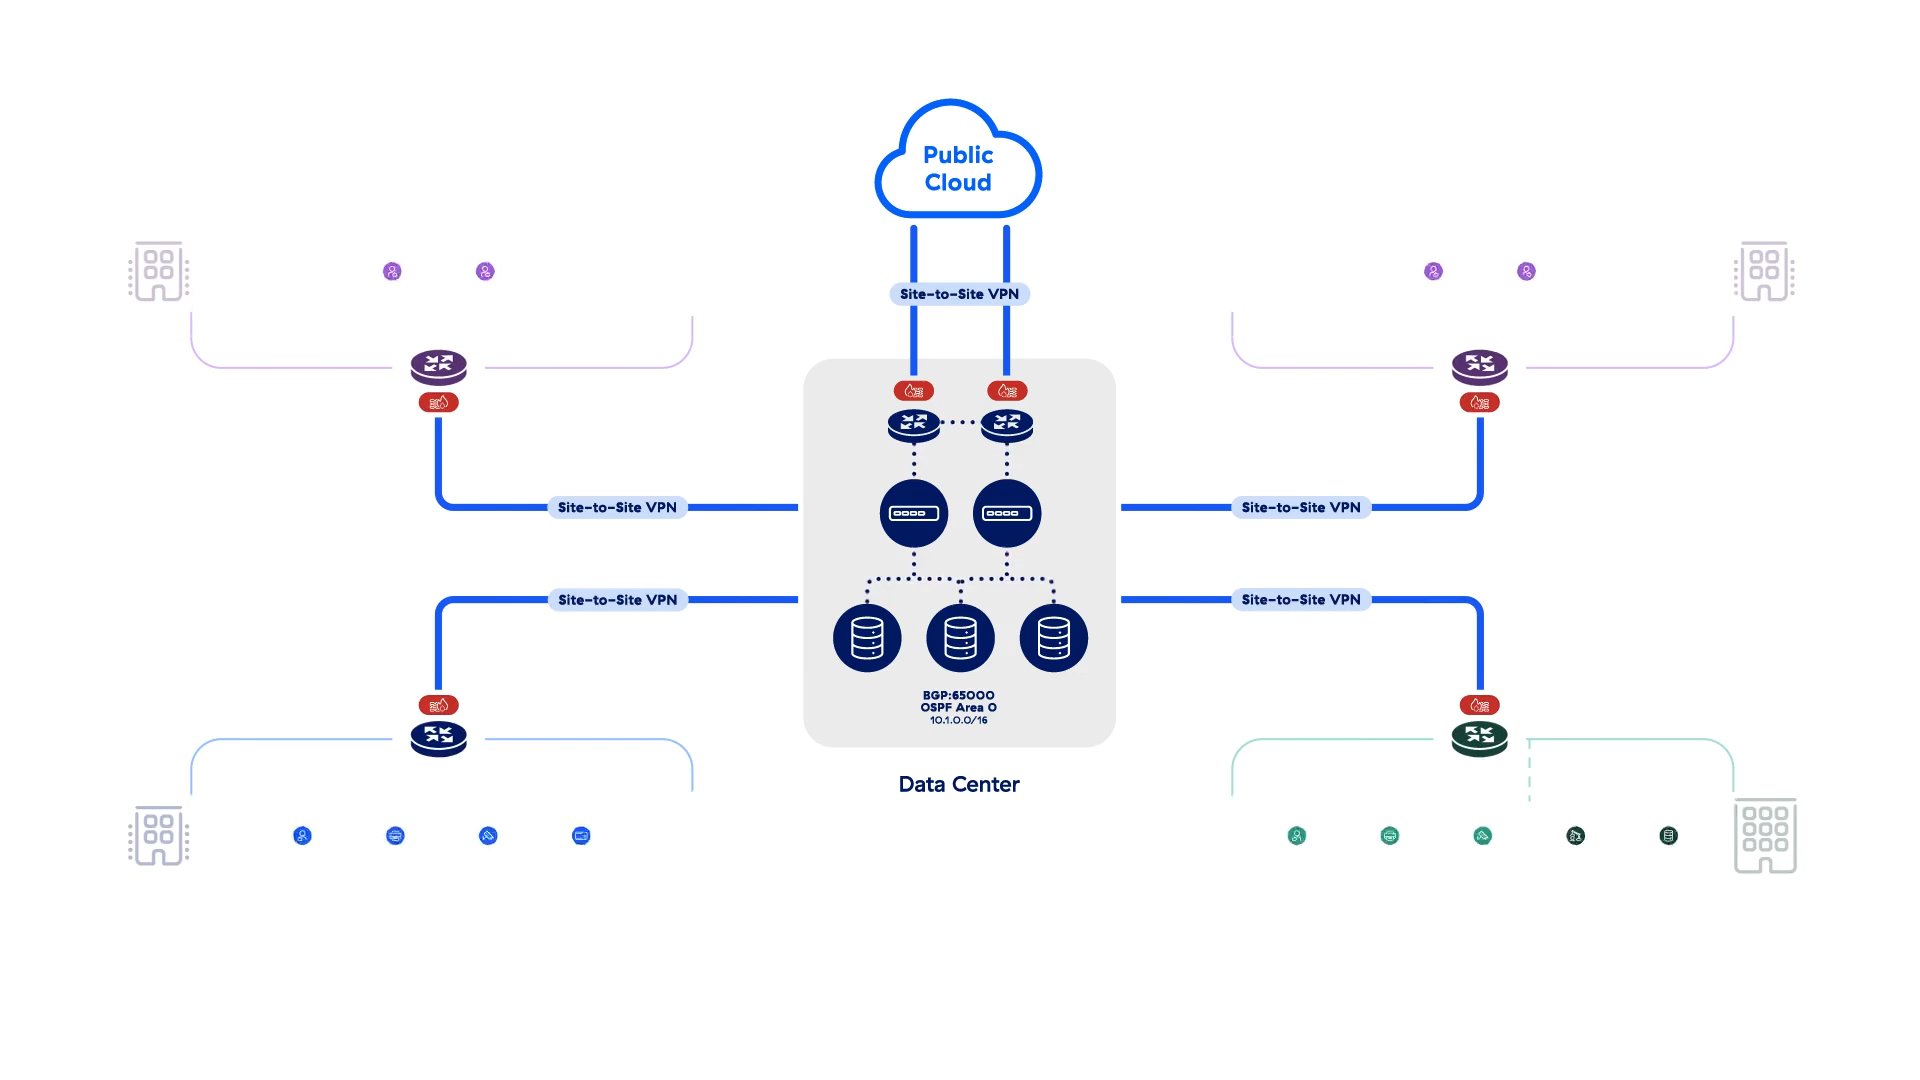 Public
Cloud
Site-to-Site VPN
Site-to-Site VPN
Site-to-Site VPN
Site-to-Site VPN
Site-to-Site VPN
BGP:65000
OSPF Area 0
10.1.0.0/16
Data Center